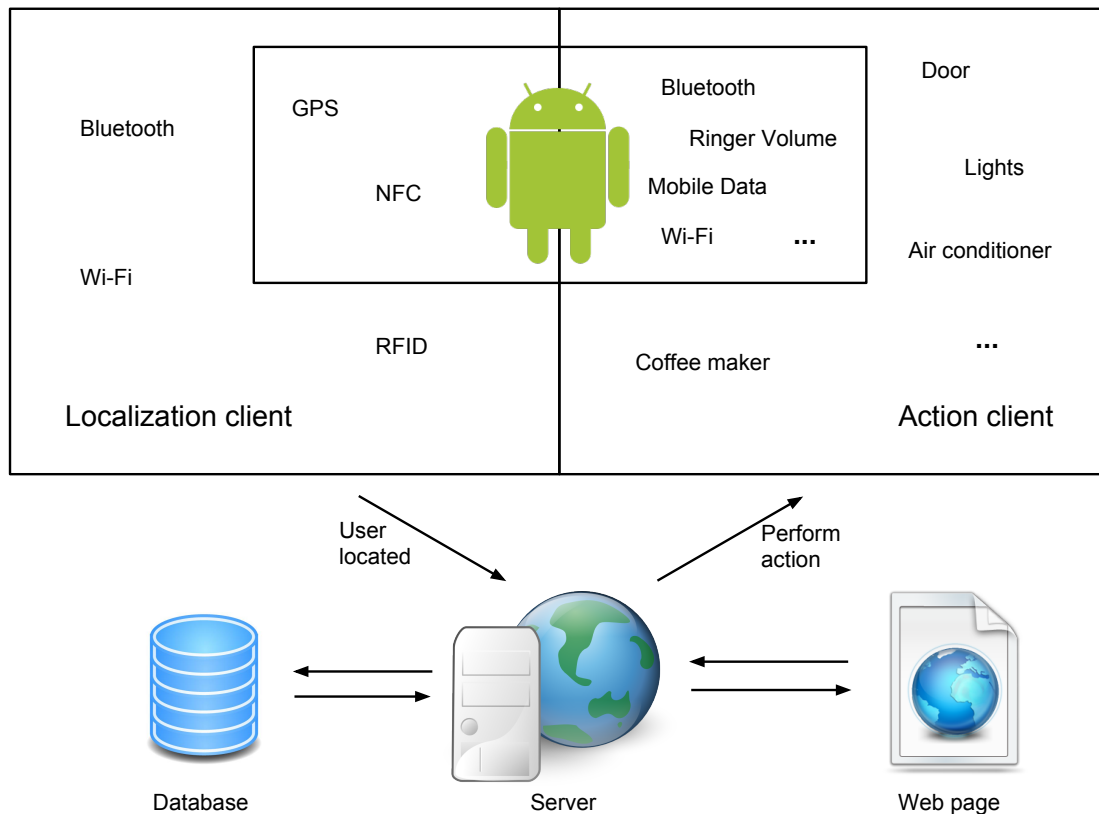 Door
Bluetooth
GPS
Bluetooth
Ringer Volume
Lights
NFC
Mobile Data
Wi-Fi
...
Air conditioner
Wi-Fi
RFID
Coffee maker
...
Localization client
Action client
User
located
Perform
action
Database
Server
Web page